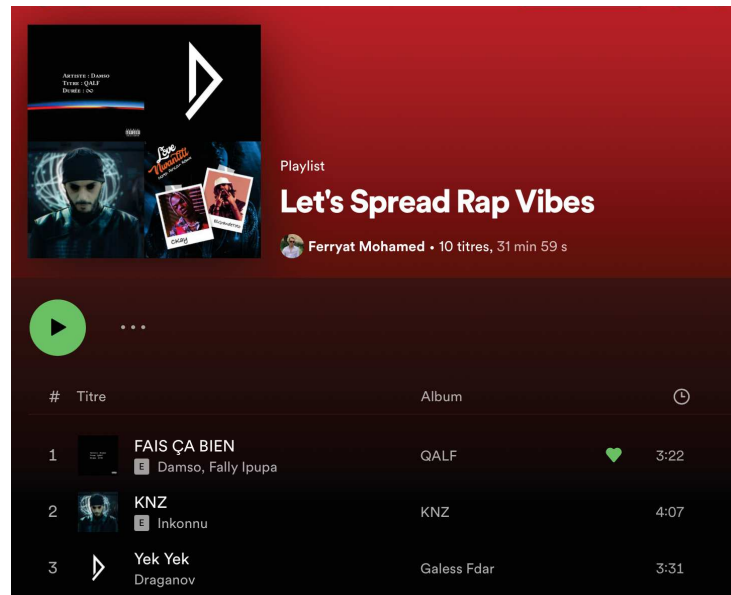 ARTISTE : DAMSO
TITRE : QALF
DURÉE : ∞
Love
Nwantiti
CKAY
Playlist
Let's Spread Rap Vibes
Ferryat Mohamed • 10 titres, 31 min 59 s
# Titre Album
1 FAIS ÇA BIEN QALF 3:22
E Damso, Fally Ipupa
2 KNZ KNZ 4:07
E Inkonnu
3 Yek Yek Galess Fdar 3:31
Draganov